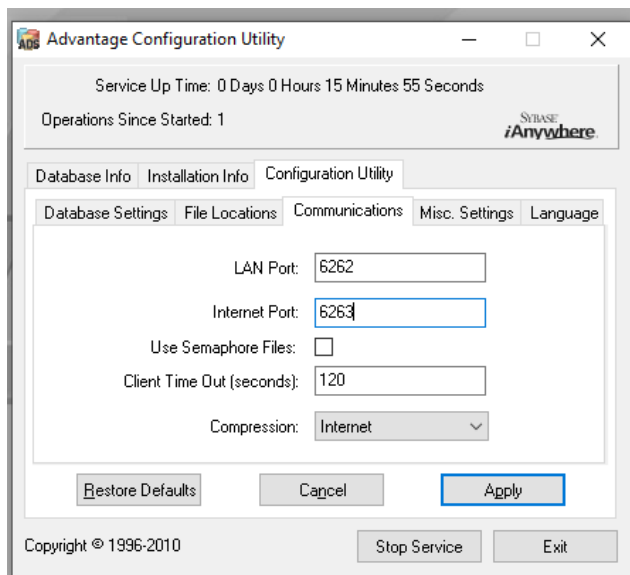 ADS Advantage Configuration Utility
Service Up Time: 0 Days 0 Hours 15 Minutes 55 Seconds
Operations Since Started: 1
SYBASE
iAnywhere.
Database Info Installation Info Configuration Utility
Database Settings File Locations Communications Misc. Settings Language
LAN Port: 6262
Internet Port: 6263
Use Semaphore Files:
Client Time Out (seconds): 120
Compression: Internet
Restore Defaults Cancel Apply
Copyright © 1996-2010 Stop Service Exit